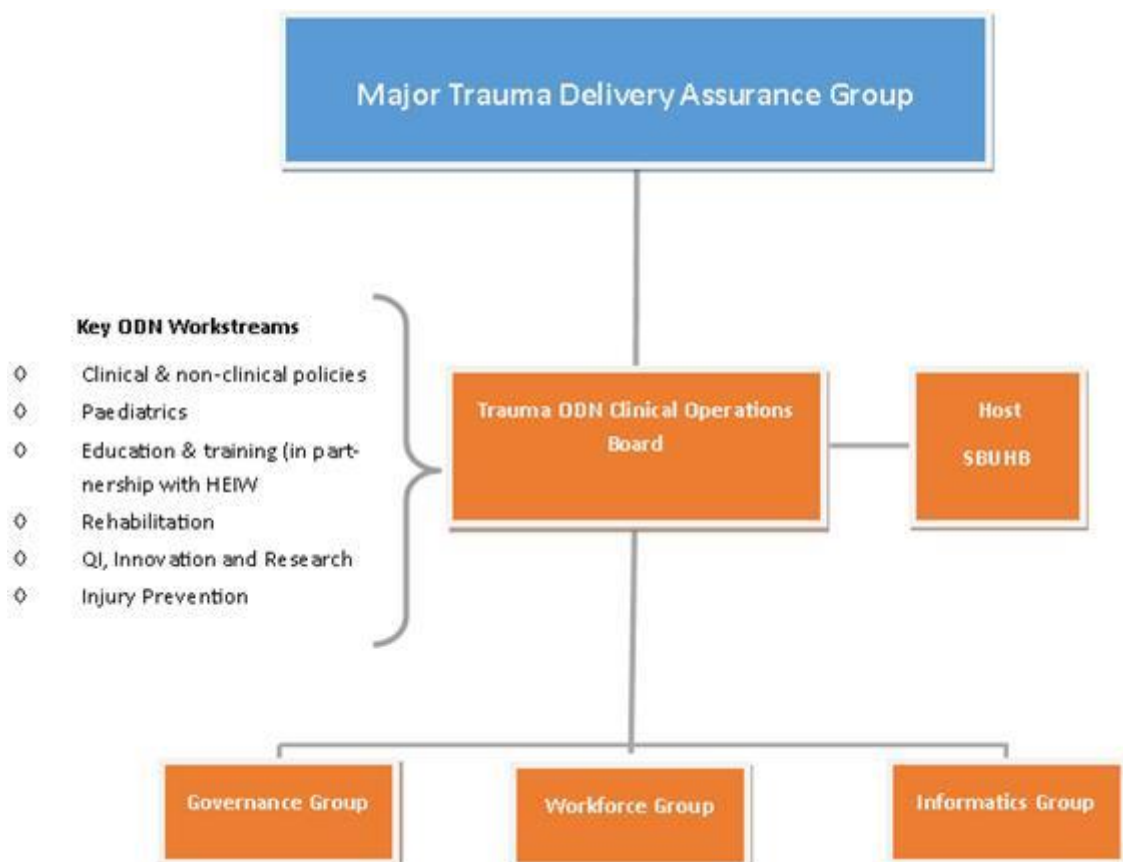 Major Trauma Delivery Assurance Group
Key ODN Workstreams
◊ Clinical & non-clinical policies
◊ Paediatrics
◊ Education & training (in part-
nership with HEIW
◊ Rehabilitation
◊ QI, Innovation and Research
◊ Injury Prevention
Trauma ODN Clinical Operations
Board
Host
SBUHB
Governance Group
Workforce Group
Informatics Group